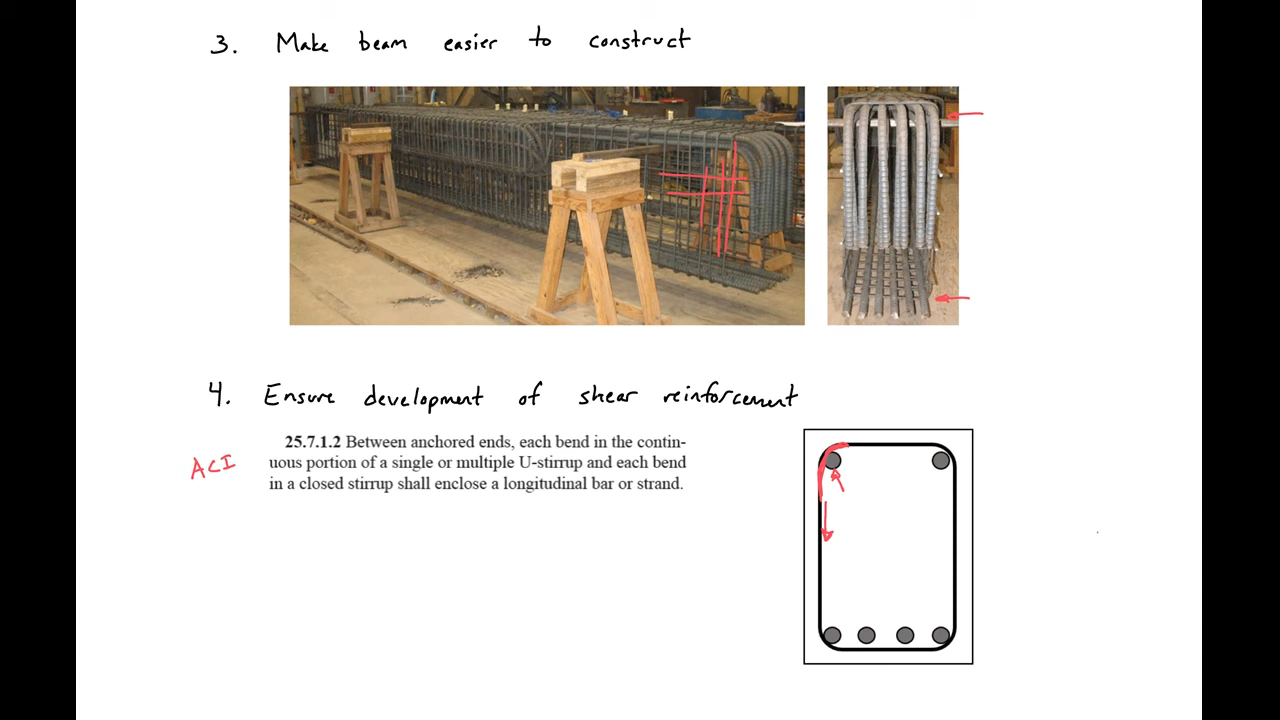 3. Make beam easier to construct
4. Ensure development of shear reinforcement
ACI
25.7.1.2 Between anchored ends, each bend in the contin-
uous portion of a single or multiple U-stirrup and each bend
in a closed stirrup shall enclose a longitudinal bar or strand.